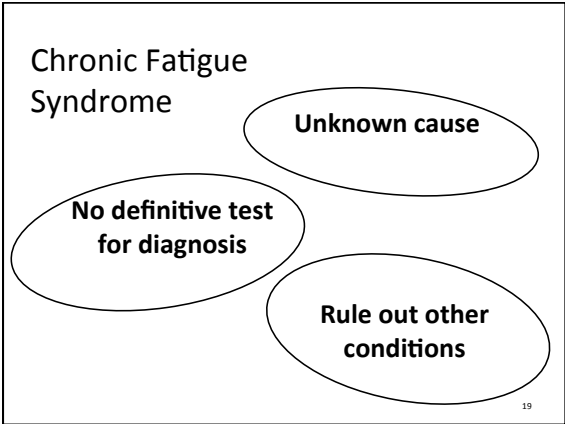 Chronic Fatigue
Syndrome
Unknown cause
No definitive test
for diagnosis
Rule out other
conditions
19